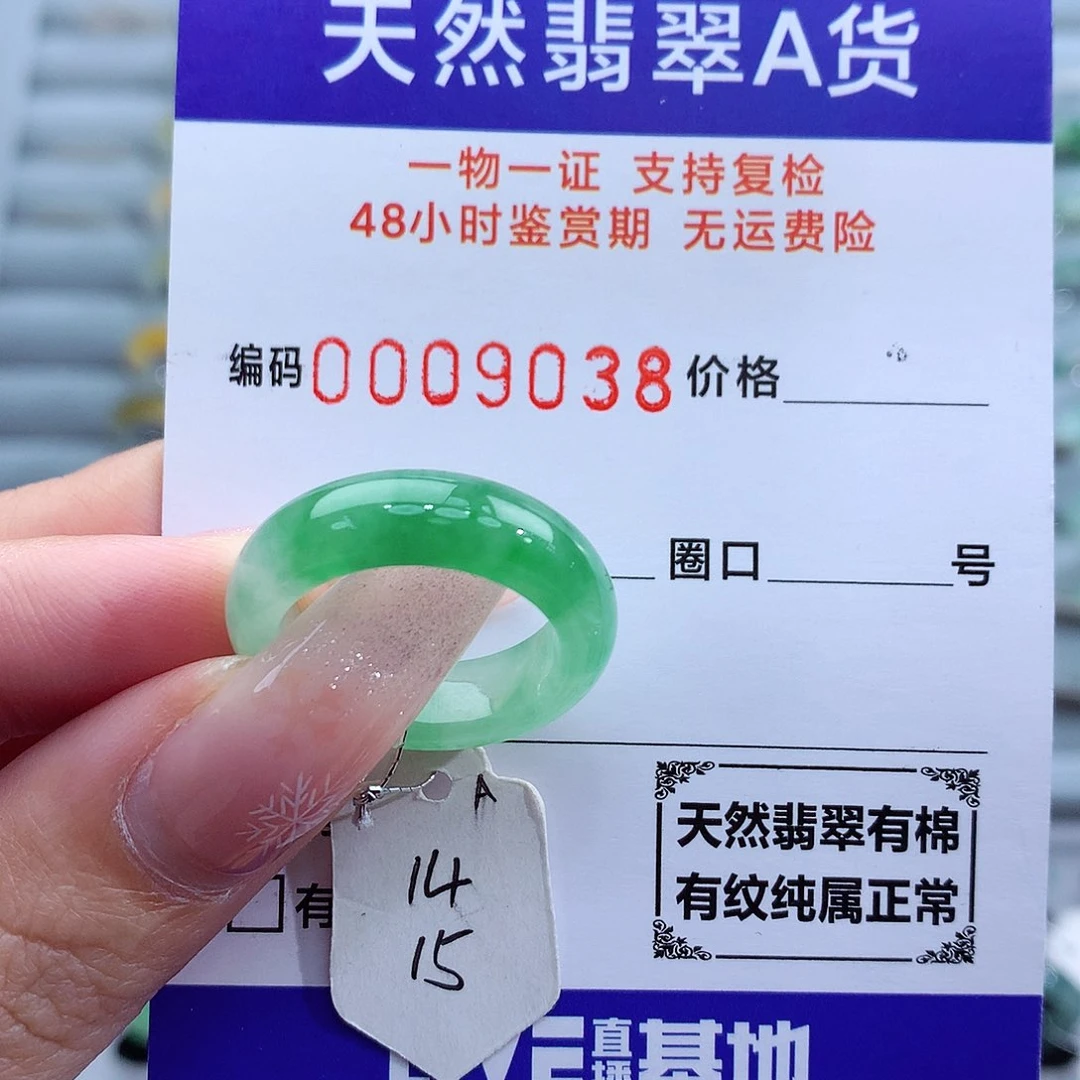 天然翡翠A货
一物一证 支持复检
48小时鉴赏期 无运费险
编码0009038价格
圈口 号
A
14
15
天然翡翠有棉
有纹纯属正常
有
直播基地